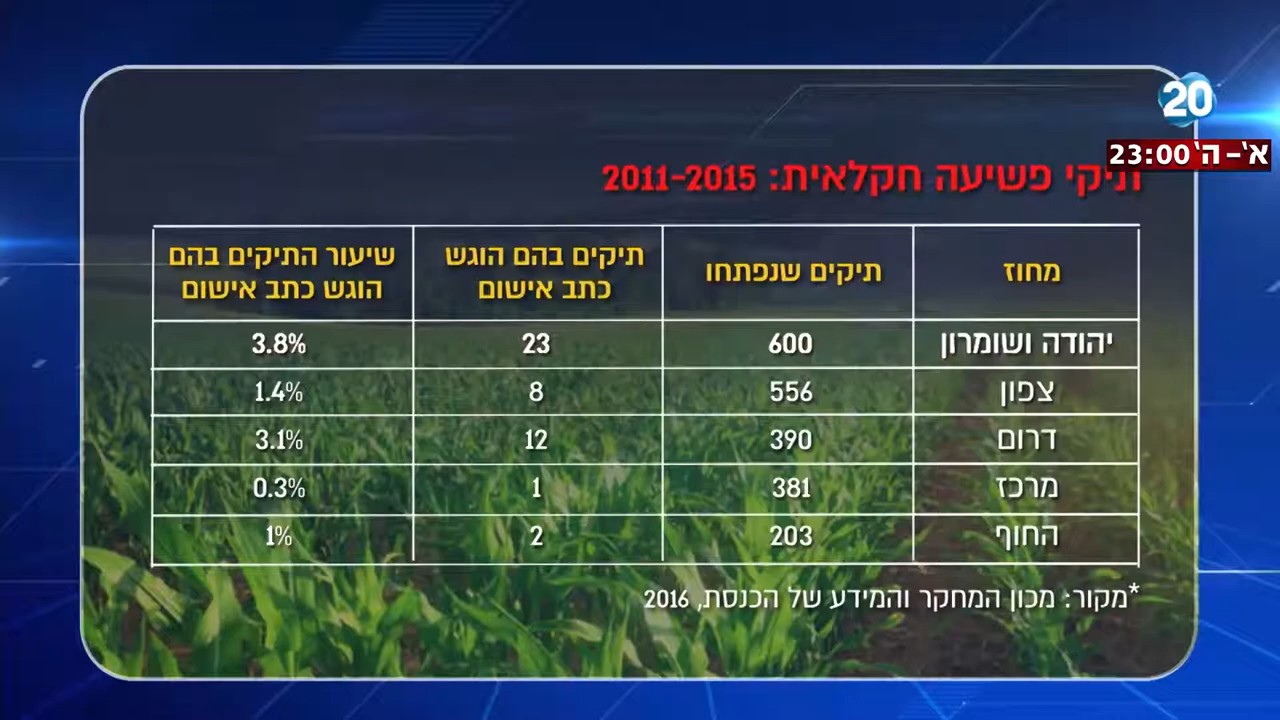 20
א'-ה' 23:00
תיקי פשיעה חקלאית: 2011-2015
מחוז תיקים שנפתחו תיקים בהם הוגש כתב אישום שיעור התיקים בהם הוגש כתב אישום
יהודה ושומרון 600 23 3.8%
צפון 556 8 1.4%
דרום 390 12 3.1%
מרכז 381 1 0.3%
החוף 203 2 1%
*מקור: מכון המחקר והמידע של הכנסת, 2016